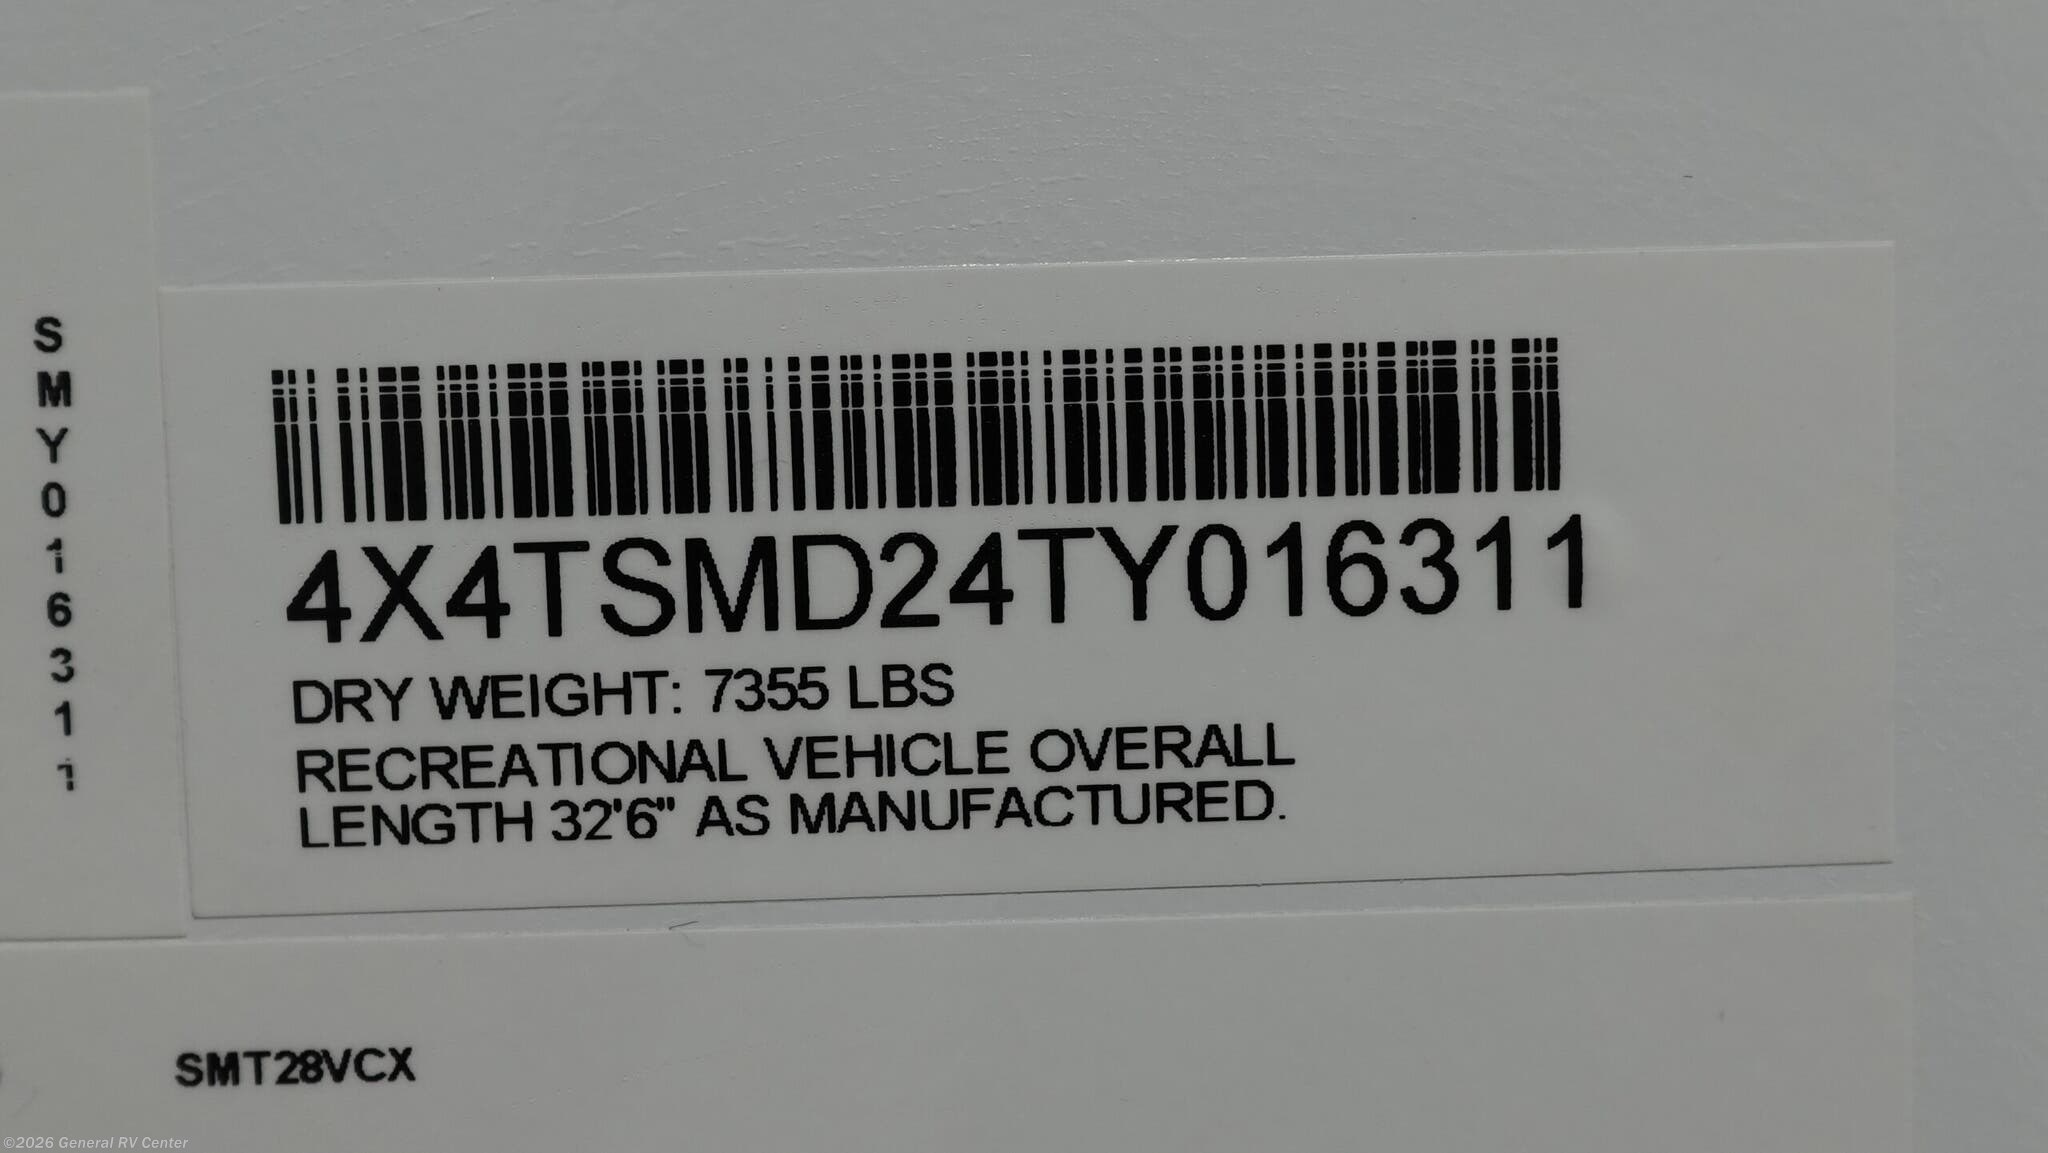 SMY016311
4X4TSMD24TY016311
DRY WEIGHT: 7355 LBS
RECREATIONAL VEHICLE OVERALL
LENGTH 32'6" AS MANUFACTURED.
SMT28VCX
©2026 General RV Center